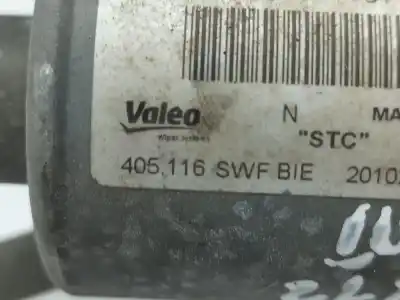 Valeo
Wiper Systems
N MA
"STC"
405.116 SWF BIE 2010